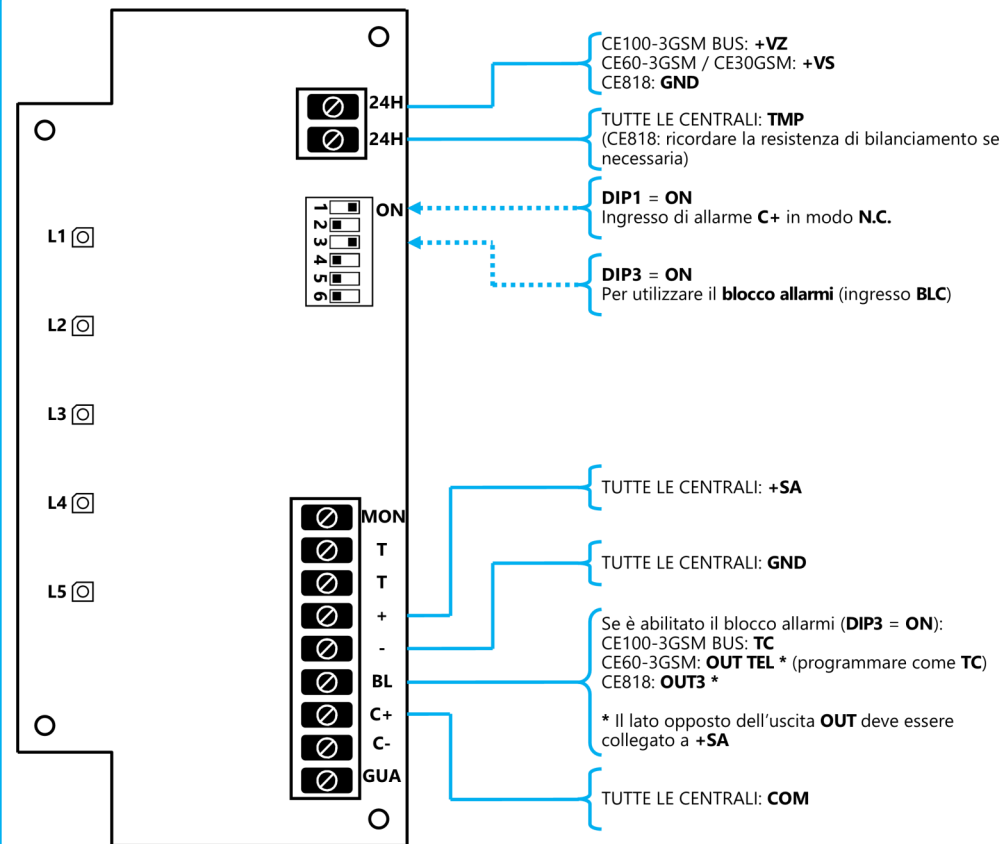 CE100-3GSM BUS: +VZ
CE60-3GSM / CE30GSM: +VS
CE818: GND
24H
24H
TUTTE LE CENTRALI: TMP
(CE818: ricordare la resistenza di bilanciamento se
necessaria)
1
2
3
4
5
6
ON
DIP1 = ON
Ingresso di allarme C+ in modo N.C.
DIP3 = ON
Per utilizzare il blocco allarmi (ingresso BLC)
L1
L2
L3
L4
L5
MON
T
T
+
-
BL
C+
C-
GUA
TUTTE LE CENTRALI: +SA
TUTTE LE CENTRALI: GND
Se è abilitato il blocco allarmi (DIP3 = ON):
CE100-3GSM BUS: TC
CE60-3GSM: OUT TEL * (programmare come TC)
CE818: OUT3 *
* Il lato opposto dell'uscita OUT deve essere
collegato a +SA
TUTTE LE CENTRALI: COM